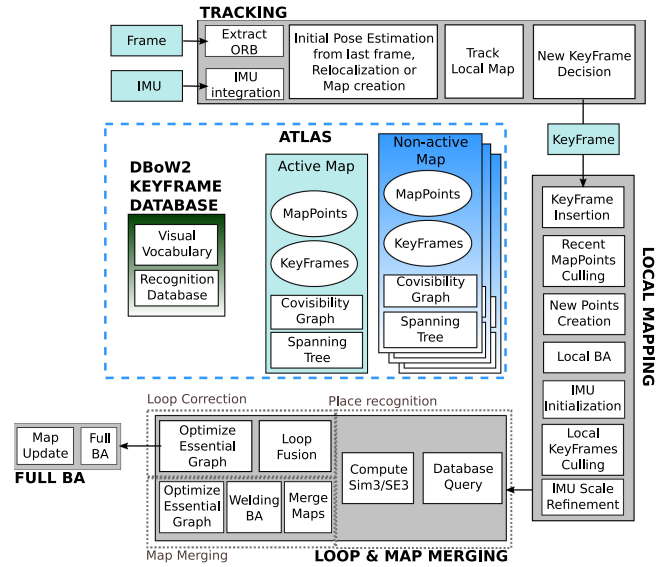 TRACKING
Frame
IMU
Extract
ORB
IMU
integration
Initial Pose Estimation
from last frame,
Relocalization or
Map creation
Track
Local Map
New KeyFrame
Decision
KeyFrame
ATLAS
DBoW2
KEYFRAME
DATABASE
Visual
Vocabulary
Recognition
Database
Active Map
MapPoints
KeyFrames
Covisibility
Graph
Spanning
Tree
Non-active
Map
MapPoints
KeyFrames
Covisibility
Graph
Spanning
Tree
LOCAL MAPPING
KeyFrame
Insertion
Recent
MapPoints
Culling
New Points
Creation
Local BA
IMU
Initialization
Local
KeyFrames
Culling
IMU Scale
Refinement
Loop Correction
Place recognition
Optimize
Essential
Graph
Loop
Fusion
Compute
Sim3/SE3
Database
Query
Map
Update
Full
BA
FULL BA
Optimize
Essential
Graph
Welding
BA
Merge
Maps
Map Merging
LOOP & MAP MERGING